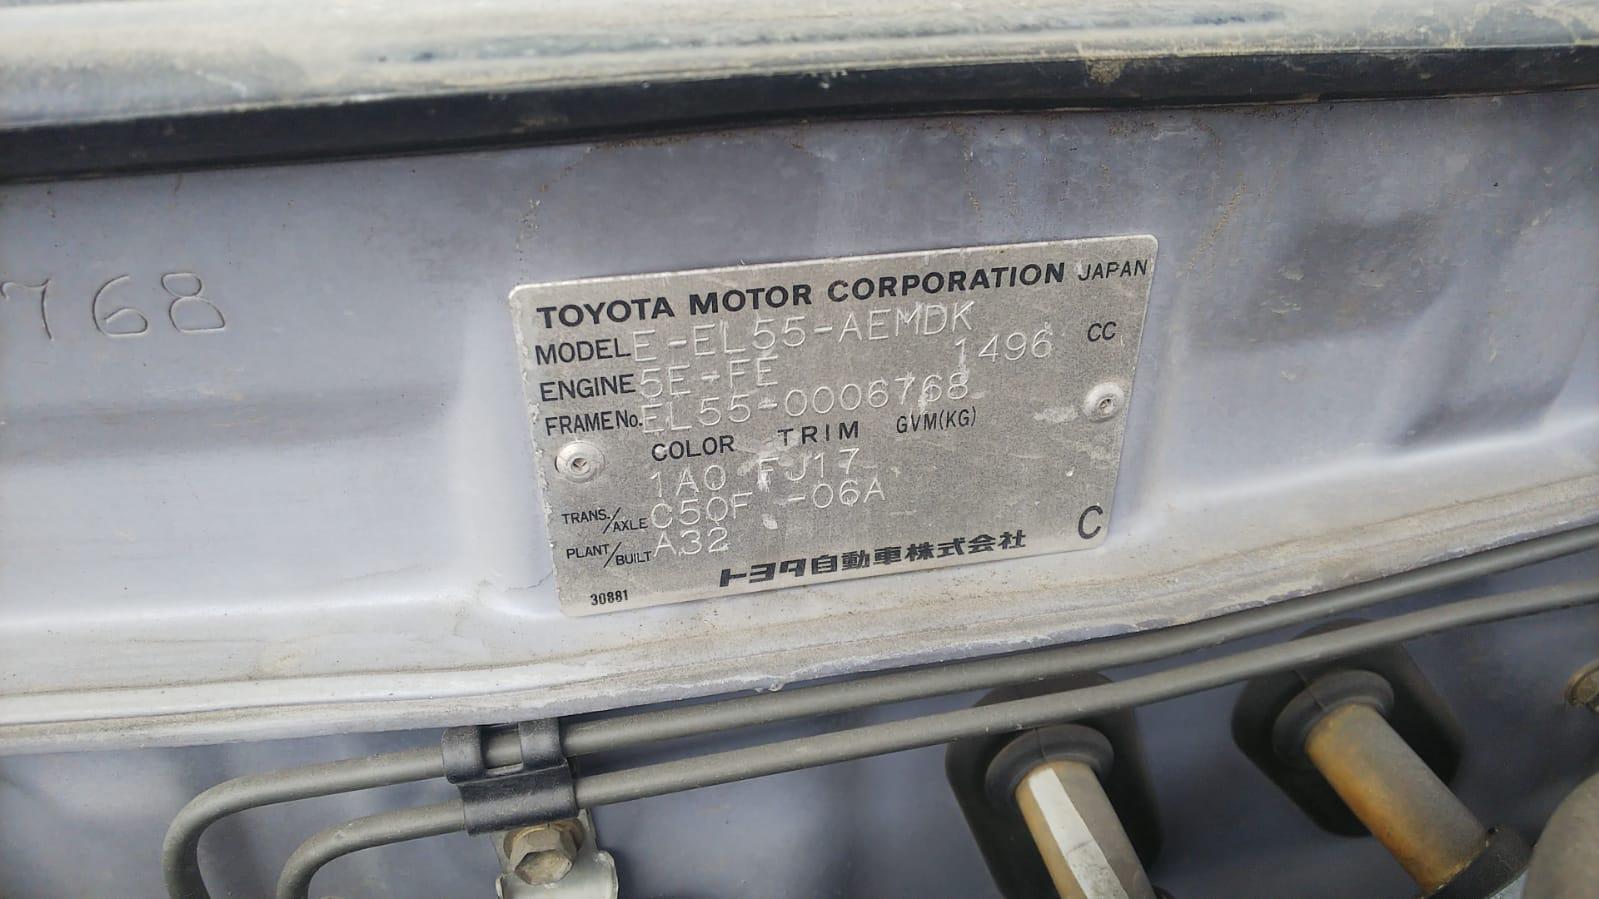 768
TOYOTA MOTOR CORPORATION JAPAN
MODEL E-EL55-AEMDK
ENGINE 5E-FE 1496 CC
FRAME No. EL55-0006768
COLOR TRIM GVM(KG)
1A0 FJ17
TRANS./AXLE C50F -06A
PLANT/BUILT A32
トヨタ自動車株式会社 C
30881